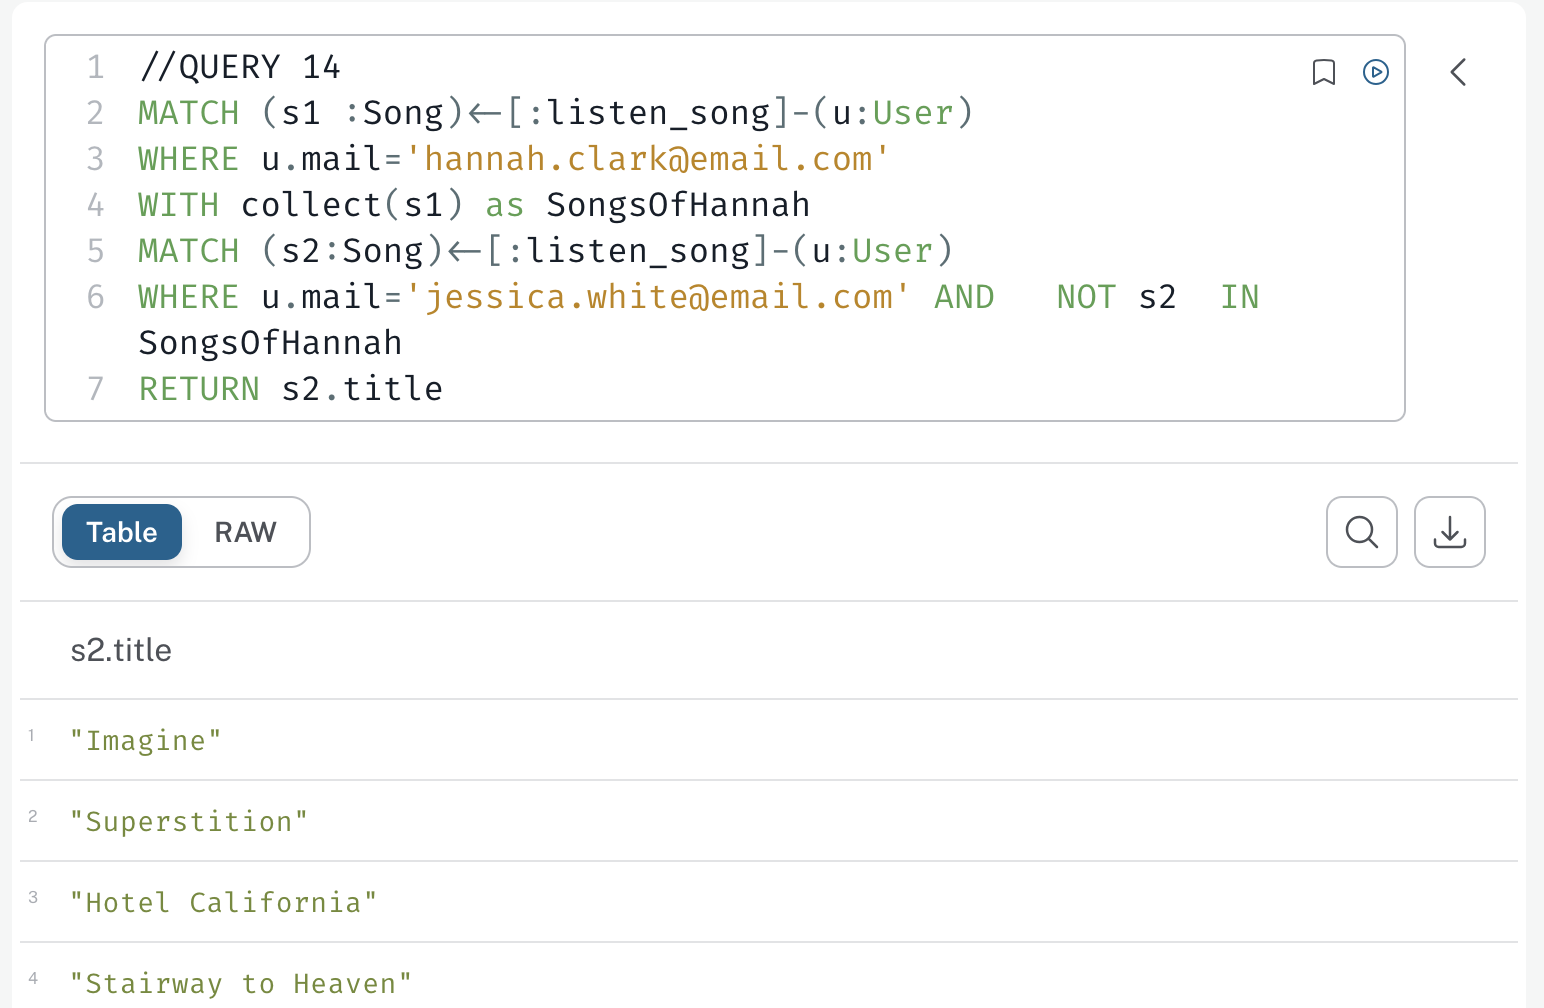 1 //QUERY 14
2 MATCH (s1 :Song)<-[:listen_song]-(u:User)
3 WHERE u.mail='hannah.clark@email.com'
4 WITH collect(s1) as SongsOfHannah
5 MATCH (s2:Song)<-[:listen_song]-(u:User)
6 WHERE u.mail='jessica.white@email.com' AND   NOT s2  IN
SongsOfHannah
7 RETURN s2.title
Table RAW
s2.title
1 "Imagine"
2 "Superstition"
3 "Hotel California"
4 "Stairway to Heaven"